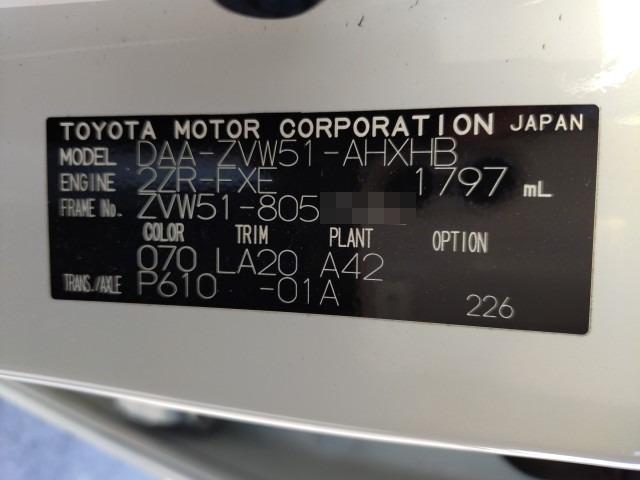 TOYOTA MOTOR CORPORATION JAPAN
MODEL DAA-ZVW51-AHXHB
ENGINE 2ZR-FXE 1797 mL
FRAME No. ZVW51-805
COLOR TRIM PLANT OPTION
070 LA20 A42
TRANS./AXLE P610 -01A 226